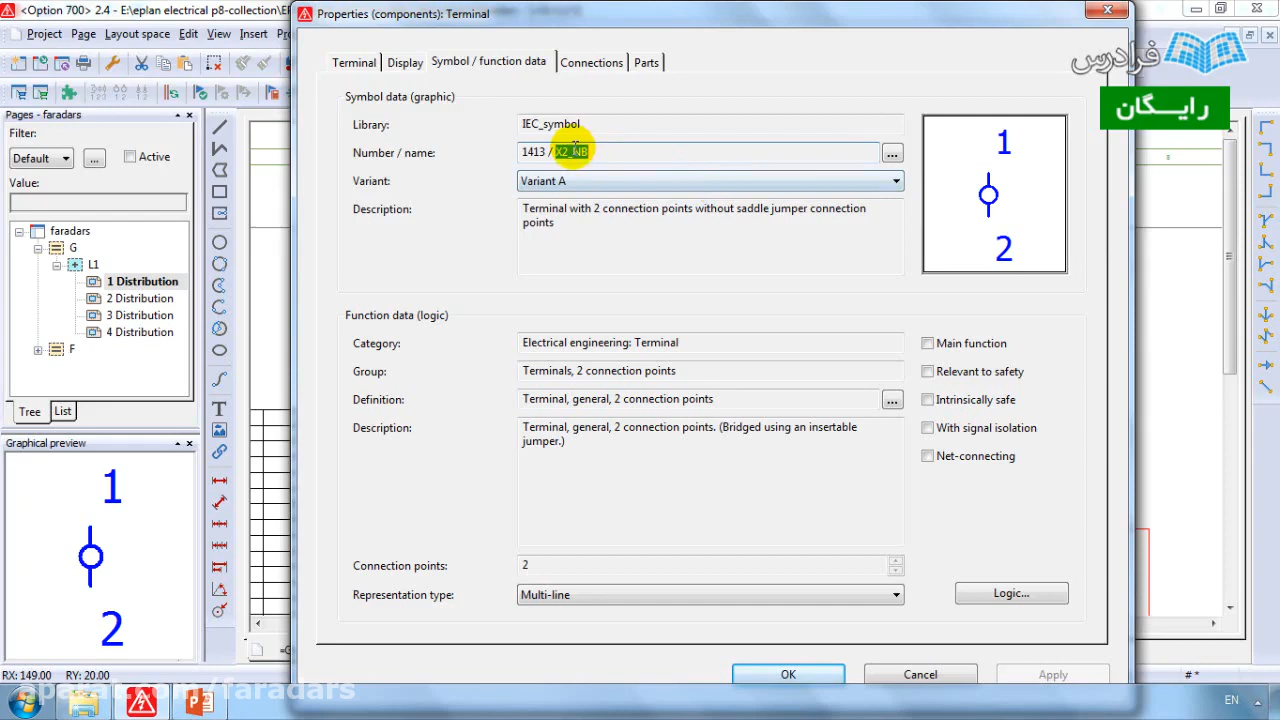 <Option 700> 2.4 - E:\eplan electrical p8-collection\EP
Properties (components): Terminal
Project Page Layout space Edit View Insert
فرادرس
رایـــگان
Terminal Display Symbol / function data Connections Parts
Symbol data (graphic)
Library: IEC_symbol
Number / name: 1413 / X2_NB ...
Variant: Variant A
Description: Terminal with 2 connection points without saddle jumper connection
points
1
2
Function data (logic)
Category: Electrical engineering: Terminal
Group: Terminals, 2 connection points
Definition: Terminal, general, 2 connection points ...
Description: Terminal, general, 2 connection points. (Bridged using an insertable
jumper.)
Main function
Relevant to safety
Intrinsically safe
With signal isolation
Net-connecting
Connection points: 2
Representation type: Multi-line
Logic...
OK Cancel Apply
Pages - faradars
Filter:
Default ... Active
Value:
faradars
G
L1
1 Distribution
2 Distribution
3 Distribution
4 Distribution
F
Tree List
Graphical preview
1
2
RX: 149.00 RY: 20.00
# *
aparat.com/faradars
EN